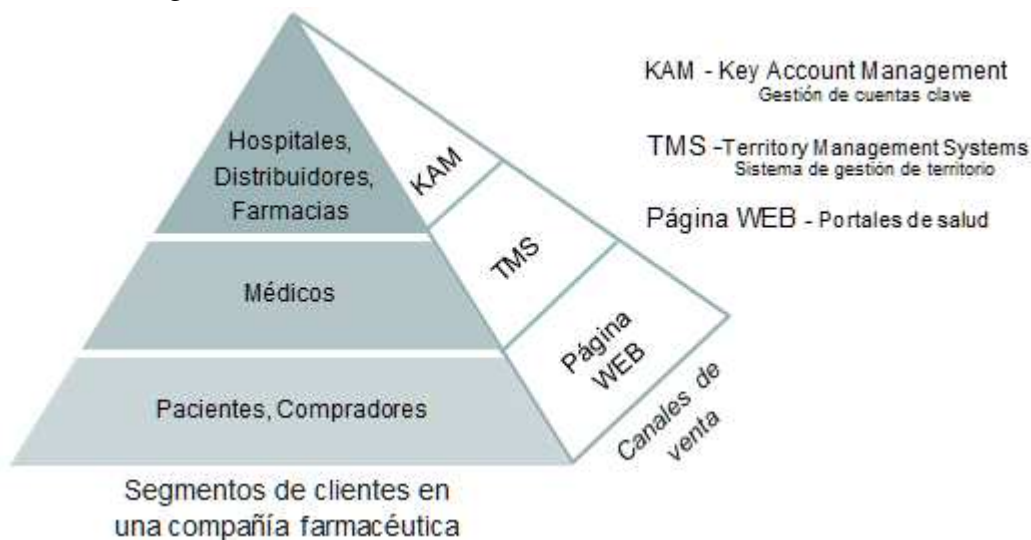 Hospitales,
Distribuidores,
Farmacias
KAM
Médicos
TMS
Pacientes, Compradores
Página
WEB
Canales de
venta
Segmentos de clientes en
una compañía farmacéutica
KAM - Key Account Management
Gestión de cuentas clave
TMS -Territory Management Systems
Sistema de gestión de territorio
Página WEB - Portales de salud